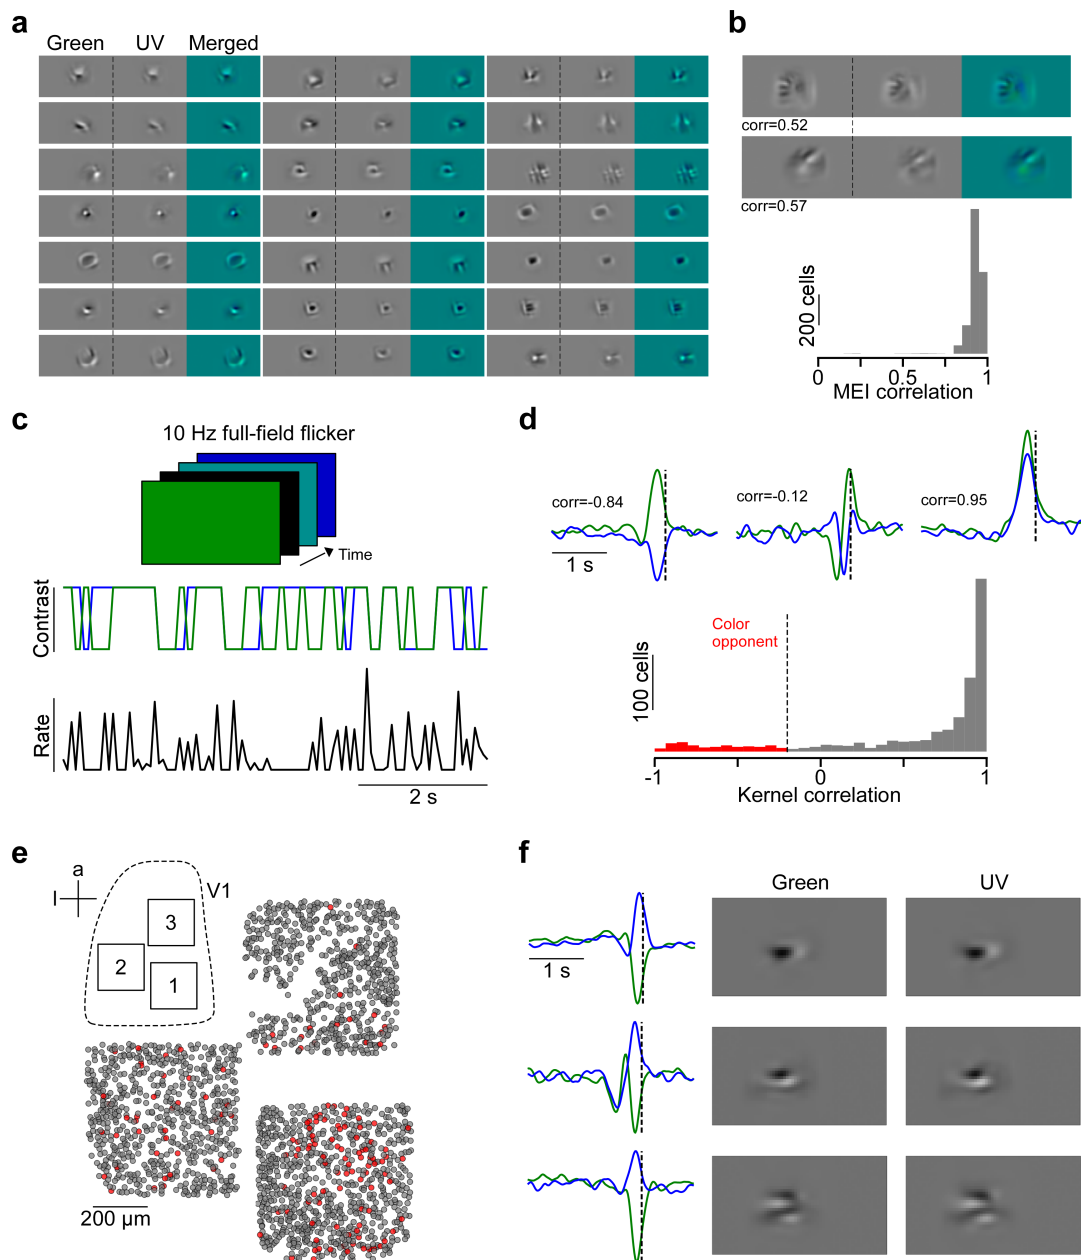 a
Green UV Merged
b
corr=0.52
corr=0.57
200 cells
0 0.5 1
MEI correlation
c
10 Hz full-field flicker
Time
Contrast
Rate
2 s
d
corr=-0.84
corr=-0.12
corr=0.95
1 s
Color
opponent
100 cells
-1 0 1
Kernel correlation
e
a
l
V1
3
2
1
200 µm
f
Green UV
1 s